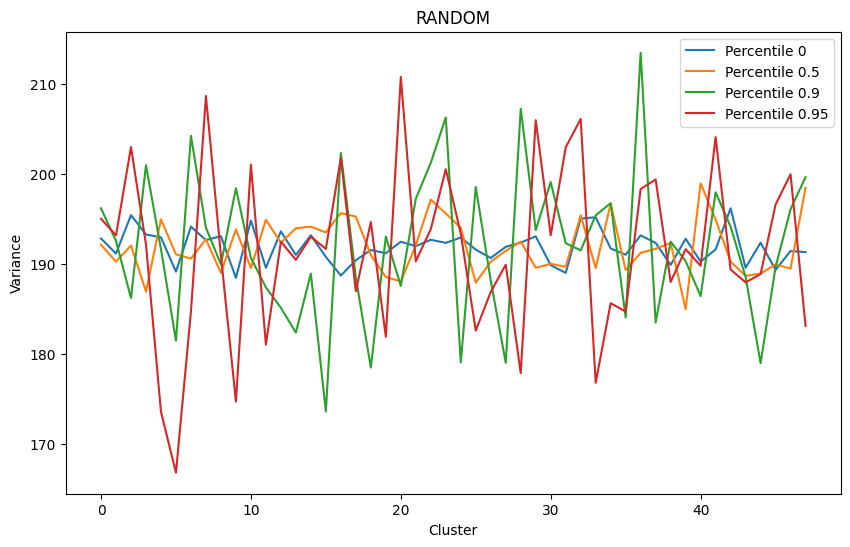 RANDOM
Percentile 0
Percentile 0.5
Percentile 0.9
Percentile 0.95
210
200
190
180
170
Variance
0 10 20 30 40
Cluster